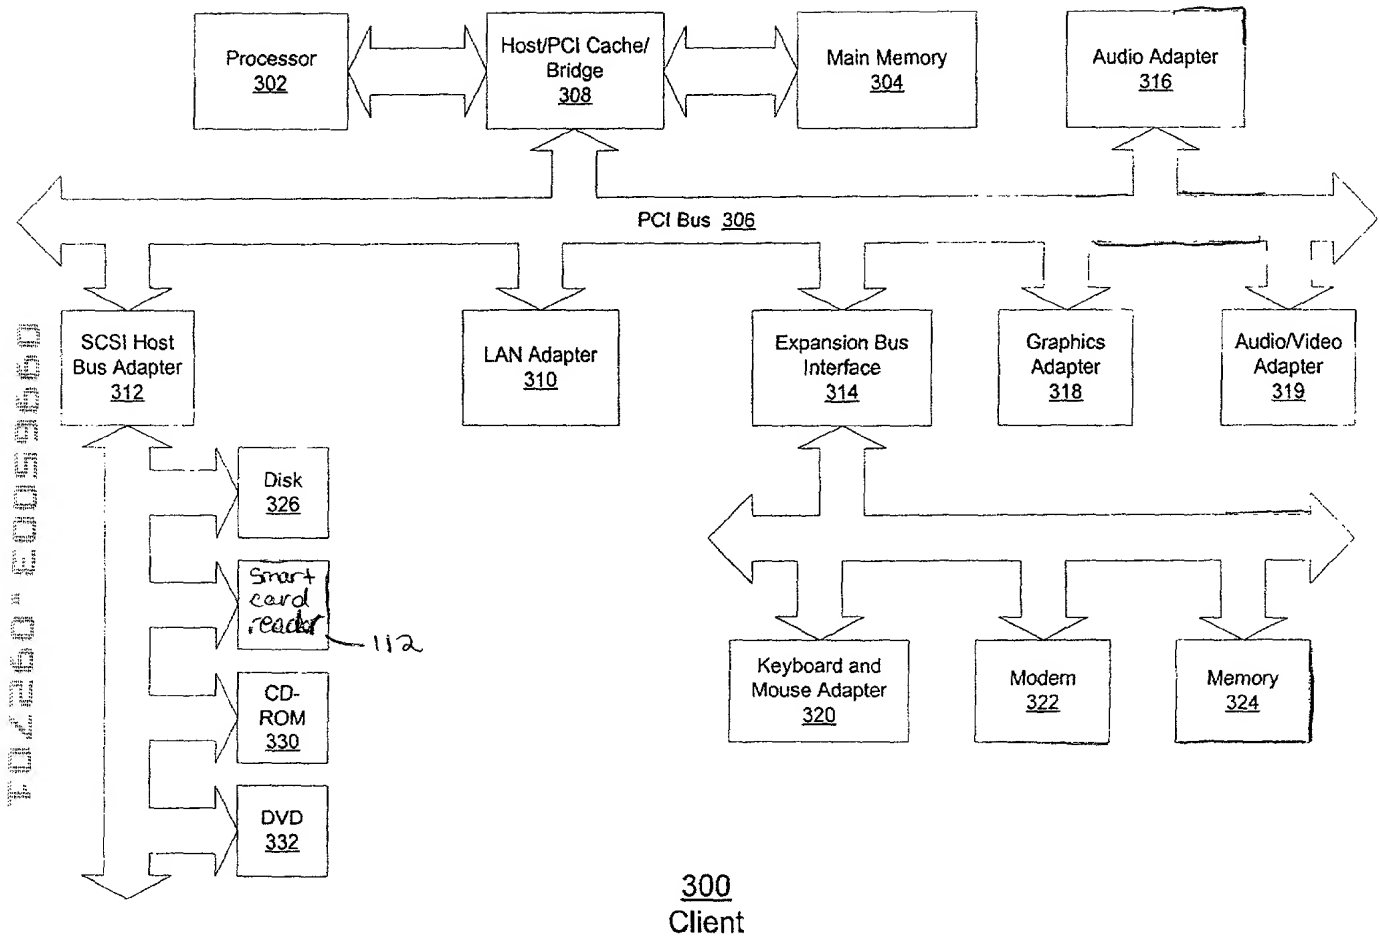 Processor
302
Host/PCI Cache/
Bridge
308
Main Memory
304
Audio Adapter
316
PCI Bus 306
SCSI Host
Bus Adapter
312
LAN Adapter
310
Expansion Bus
Interface
314
Graphics
Adapter
318
Audio/Video
Adapter
319
Disk
326
Smart
card
reader
112
CD-
ROM
330
DVD
332
Keyboard and
Mouse Adapter
320
Modem
322
Memory
324
300
Client
09965003.092701